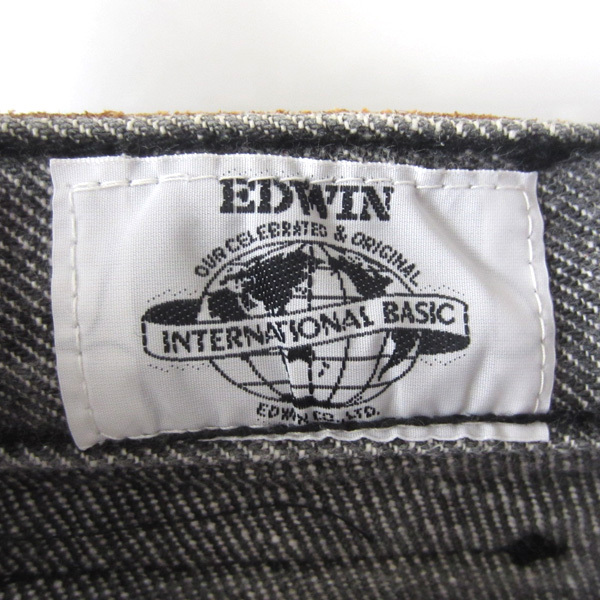 EDWIN
OUR CELEBRATED & ORIGINAL
INTERNATIONAL BASIC
EDWIN CO., LTD.